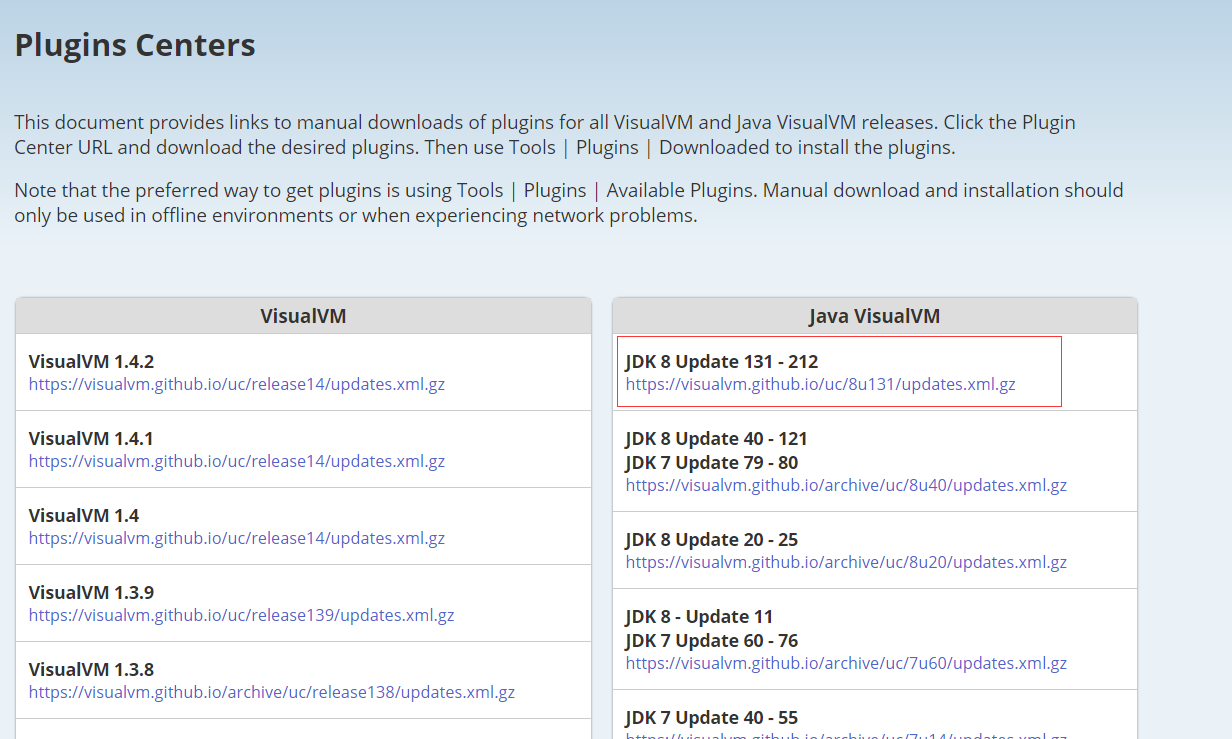 Plugins Centers
This document provides links to manual downloads of plugins for all VisualVM and Java VisualVM releases. Click the Plugin
Center URL and download the desired plugins. Then use Tools | Plugins | Downloaded to install the plugins.
Note that the preferred way to get plugins is using Tools | Plugins | Available Plugins. Manual download and installation should
only be used in offline environments or when experiencing network problems.
VisualVM
VisualVM 1.4.2
https://visualvm.github.io/uc/release14/updates.xml.gz
VisualVM 1.4.1
https://visualvm.github.io/uc/release14/updates.xml.gz
VisualVM 1.4
https://visualvm.github.io/uc/release14/updates.xml.gz
VisualVM 1.3.9
https://visualvm.github.io/uc/release139/updates.xml.gz
VisualVM 1.3.8
https://visualvm.github.io/archive/uc/release138/updates.xml.gz
Java VisualVM
JDK 8 Update 131 - 212
https://visualvm.github.io/uc/8u131/updates.xml.gz
JDK 8 Update 40 - 121
JDK 7 Update 79 - 80
https://visualvm.github.io/archive/uc/8u40/updates.xml.gz
JDK 8 Update 20 - 25
https://visualvm.github.io/archive/uc/8u20/updates.xml.gz
JDK 8 - Update 11
JDK 7 Update 60 - 76
https://visualvm.github.io/archive/uc/7u60/updates.xml.gz
JDK 7 Update 40 - 55
https://visualvm.github.io/archive/uc/7u14/updates.xml.gz